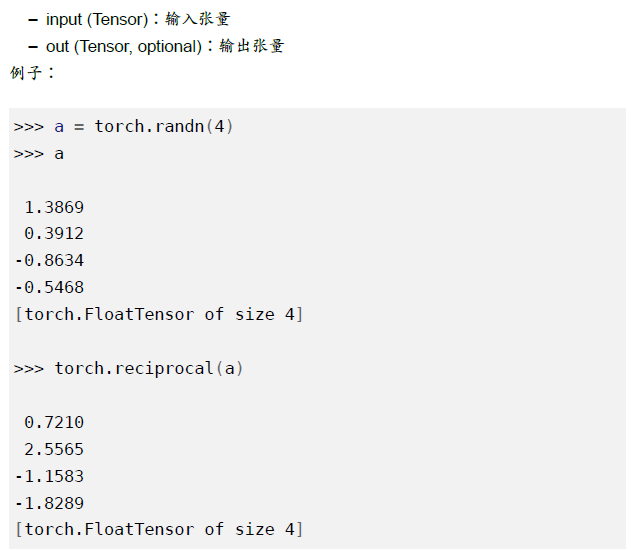 – input (Tensor)：输入张量
– out (Tensor, optional)：输出张量
例子：
>>> a = torch.randn(4)
>>> a
1.3869
0.3912
-0.8634
-0.5468
[torch.FloatTensor of size 4]
>>> torch.reciprocal(a)
0.7210
2.5565
-1.1583
-1.8289
[torch.FloatTensor of size 4]